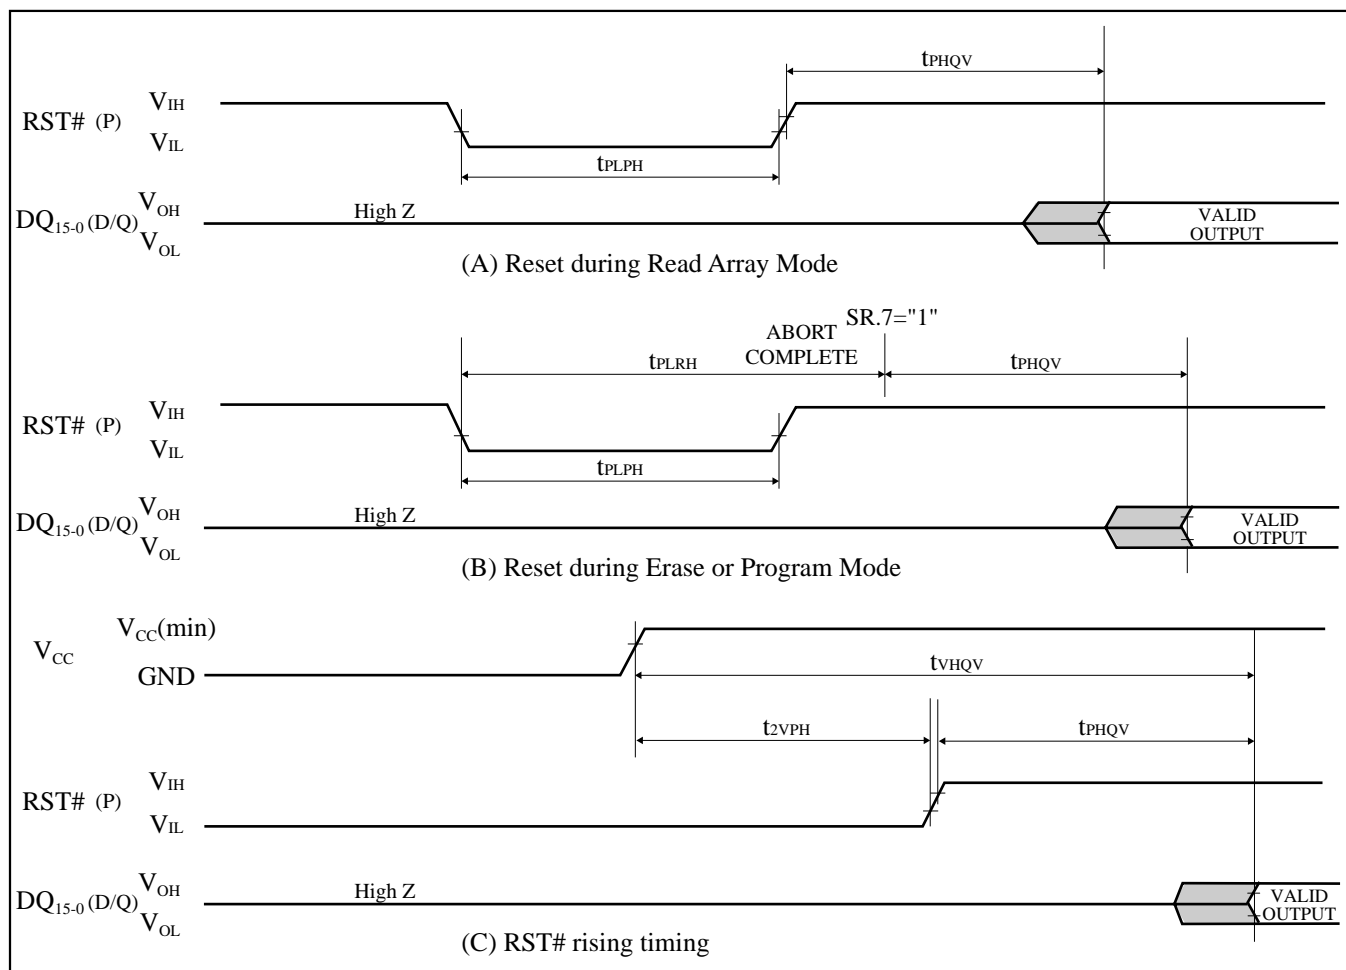 tPHQV
VIH
RST# (P)
VIL
tPLPH
VOH
DQ15-0 (D/Q)
High Z
VALID
OUTPUT
VOL
(A) Reset during Read Array Mode
SR.7="1"
ABORT
COMPLETE
tPLRH
tPHQV
VIH
RST# (P)
VIL
tPLPH
VOH
DQ15-0 (D/Q)
High Z
VALID
OUTPUT
VOL
(B) Reset during Erase or Program Mode
VCC(min)
VCC
GND
tVHQV
t2VPH
tPHQV
VIH
RST# (P)
VIL
VOH
DQ15-0 (D/Q)
High Z
VALID
OUTPUT
VOL
(C) RST# rising timing